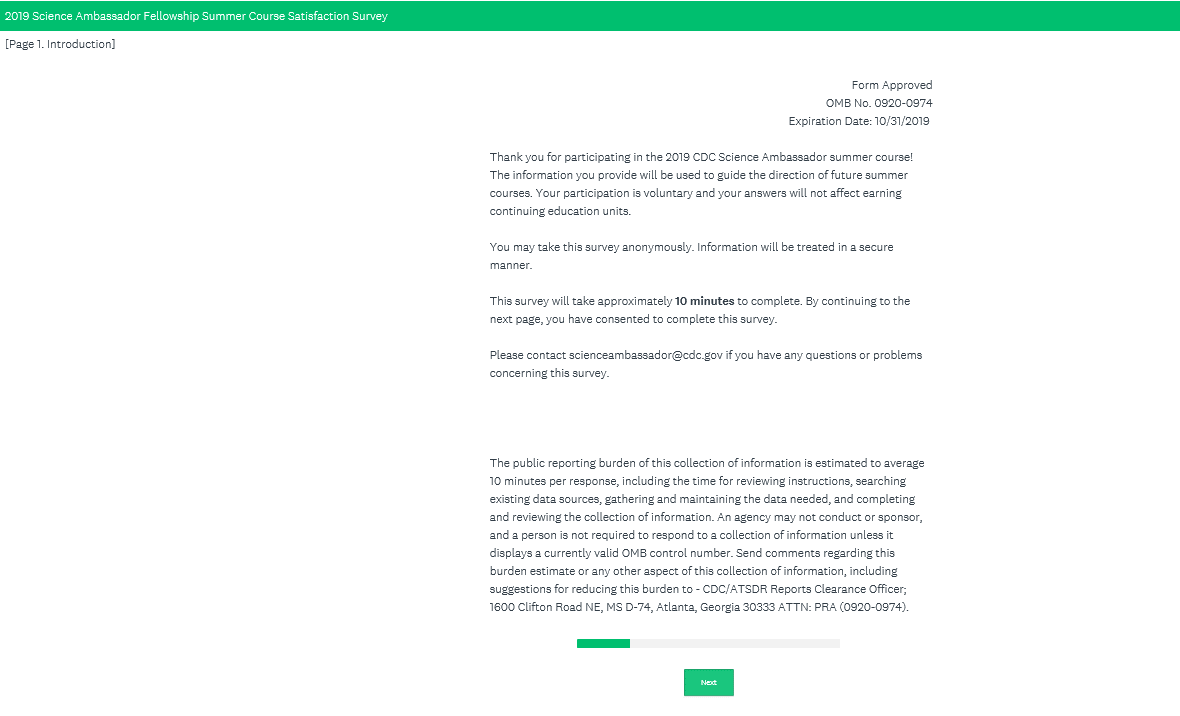 2019 Science Ambassador Fellowship Summer Course Satisfaction Survey
[Page 1. Introduction]
Form Approved
OMB No. 0920-0974
Expiration Date: 10/31/2019
Thank you for participating in the 2019 CDC Science Ambassador summer course!
The information you provide will be used to guide the direction of future summer
courses. Your participation is voluntary and your answers will not affect earning
continuing education units.
You may take this survey anonymously. Information will be treated in a secure
manner.
This survey will take approximately 10 minutes to complete. By continuing to the
next page, you have consented to complete this survey.
Please contact scienceambassador@cdc.gov if you have any questions or problems
concerning this survey.
The public reporting burden of this collection of information is estimated to average
10 minutes per response, including the time for reviewing instructions, searching
existing data sources, gathering and maintaining the data needed, and completing
and reviewing the collection of information. An agency may not conduct or sponsor,
and a person is not required to respond to a collection of information unless it
displays a currently valid OMB control number. Send comments regarding this
burden estimate or any other aspect of this collection of information, including
suggestions for reducing this burden to - CDC/ATSDR Reports Clearance Officer;
1600 Clifton Road NE, MS D-74, Atlanta, Georgia 30333 ATTN: PRA (0920-0974).
Next